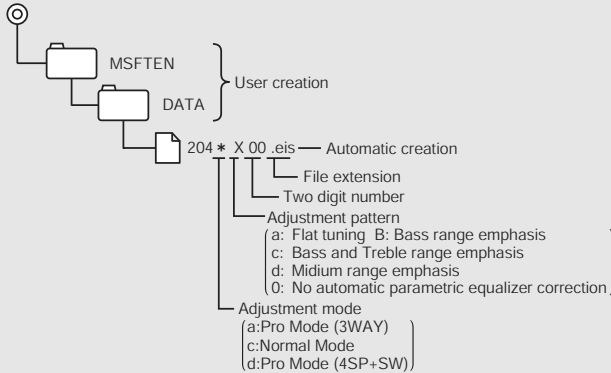 MSFTEN
User creation
DATA
204* X 00 .eis Automatic creation
File extension
Two digit number
Adjustment pattern
a: Flat tuning B: Bass range emphasis
c: Bass and Treble range emphasis
d: Midium range emphasis
0: No automatic parametric equalizer correction
Adjustment mode
a:Pro Mode (3WAY)
c:Normal Mode
d:Pro Mode (4SP+SW)